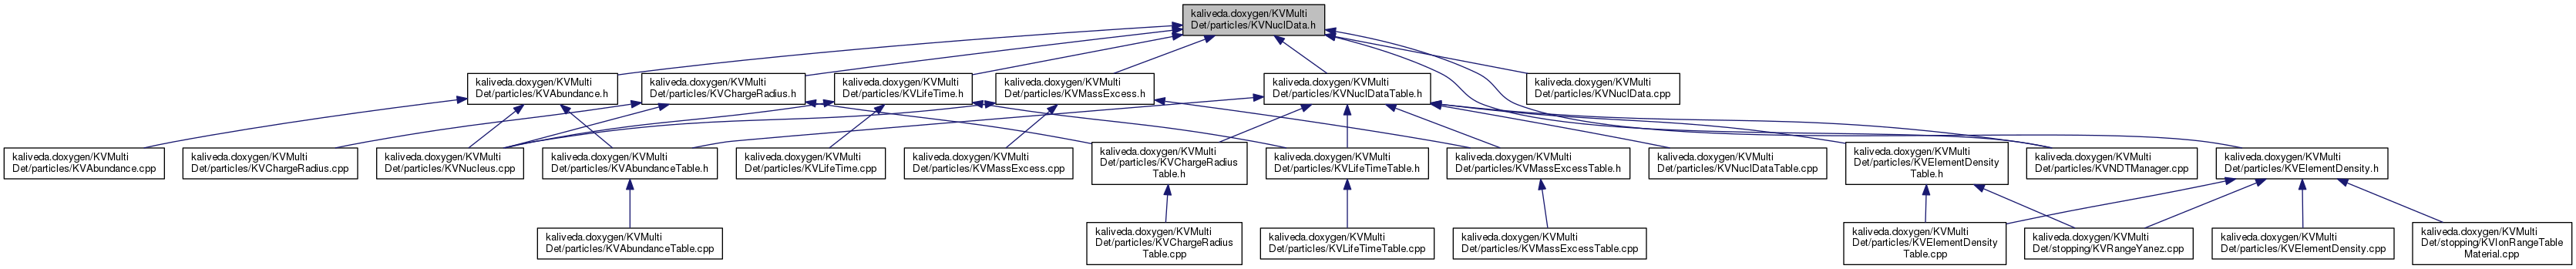 kaliveda.doxygen/KVMulti
Det/particles/KVNuclData.h
kaliveda.doxygen/KVMulti
Det/particles/KVAbundance.h
kaliveda.doxygen/KVMulti
Det/particles/KVChargeRadius.h
kaliveda.doxygen/KVMulti
Det/particles/KVLifeTime.h
kaliveda.doxygen/KVMulti
Det/particles/KVMassExcess.h
kaliveda.doxygen/KVMulti
Det/particles/KVNuclDataTable.h
kaliveda.doxygen/KVMulti
Det/particles/KVNuclData.cpp
kaliveda.doxygen/KVMulti
Det/particles/KVAbundance.cpp
kaliveda.doxygen/KVMulti
Det/particles/KVChargeRadius.cpp
kaliveda.doxygen/KVMulti
Det/particles/KVNucleus.cpp
kaliveda.doxygen/KVMulti
Det/particles/KVAbundanceTable.h
kaliveda.doxygen/KVMulti
Det/particles/KVLifeTime.cpp
kaliveda.doxygen/KVMulti
Det/particles/KVMassExcess.cpp
kaliveda.doxygen/KVMulti
Det/particles/KVChargeRadius
Table.h
kaliveda.doxygen/KVMulti
Det/particles/KVLifeTimeTable.h
kaliveda.doxygen/KVMulti
Det/particles/KVMassExcessTable.h
kaliveda.doxygen/KVMulti
Det/particles/KVNuclDataTable.cpp
kaliveda.doxygen/KVMulti
Det/particles/KVElementDensity
Table.h
kaliveda.doxygen/KVMulti
Det/particles/KVNDTManager.cpp
kaliveda.doxygen/KVMulti
Det/particles/KVElementDensity.h
kaliveda.doxygen/KVMulti
Det/particles/KVAbundanceTable.cpp
kaliveda.doxygen/KVMulti
Det/particles/KVChargeRadius
Table.cpp
kaliveda.doxygen/KVMulti
Det/particles/KVLifeTimeTable.cpp
kaliveda.doxygen/KVMulti
Det/particles/KVMassExcessTable.cpp
kaliveda.doxygen/KVMulti
Det/particles/KVElementDensity
Table.cpp
kaliveda.doxygen/KVMulti
Det/stopping/KVRangeYanez.cpp
kaliveda.doxygen/KVMulti
Det/particles/KVElementDensity.cpp
kaliveda.doxygen/KVMulti
Det/stopping/KVIonRangeTable
Material.cpp